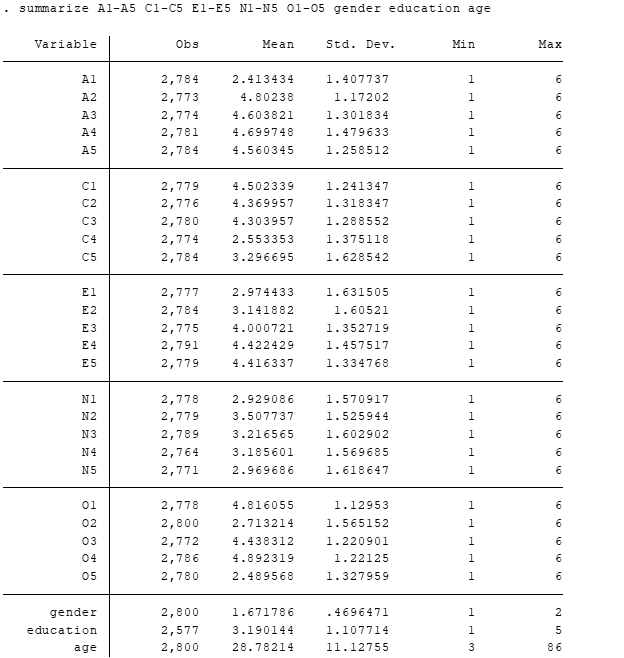 . summarize A1-A5 C1-C5 E1-E5 N1-N5 O1-O5 gender education age
Variable Obs Mean Std. Dev. Min Max
A1 2,784 2.413434 1.407737 1 6
A2 2,773 4.80238 1.17202 1 6
A3 2,774 4.603821 1.301834 1 6
A4 2,781 4.699748 1.479633 1 6
A5 2,784 4.560345 1.258512 1 6
C1 2,779 4.502339 1.241347 1 6
C2 2,776 4.369957 1.318347 1 6
C3 2,780 4.303957 1.288552 1 6
C4 2,774 2.553353 1.375118 1 6
C5 2,784 3.296695 1.628542 1 6
E1 2,777 2.974433 1.631505 1 6
E2 2,784 3.141882 1.60521 1 6
E3 2,775 4.000721 1.352719 1 6
E4 2,791 4.422429 1.457517 1 6
E5 2,779 4.416337 1.334768 1 6
N1 2,778 2.929086 1.570917 1 6
N2 2,779 3.507737 1.525944 1 6
N3 2,789 3.216565 1.602902 1 6
N4 2,764 3.185601 1.569685 1 6
N5 2,771 2.969686 1.618647 1 6
O1 2,778 4.816055 1.12953 1 6
O2 2,800 2.713214 1.565152 1 6
O3 2,772 4.438312 1.220901 1 6
O4 2,786 4.892319 1.22125 1 6
O5 2,780 2.489568 1.327959 1 6
gender 2,800 1.671786 .4696471 1 2
education 2,577 3.190144 1.107714 1 5
age 2,800 28.78214 11.12755 3 86